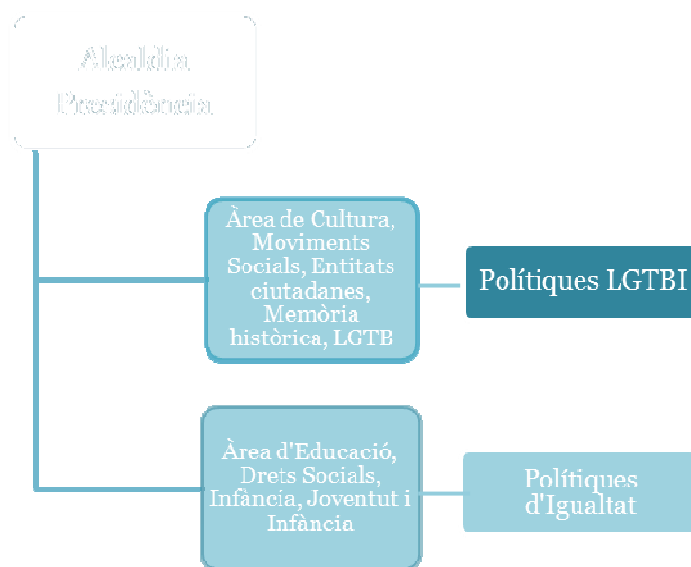 Alcaldia
Presidència
Àrea de Cultura,
Moviments
Socials, Entitats
ciutadanes,
Memòria
històrica, LGTB
Polítiques LGTBI
Àrea d'Educació,
Drets Socials,
Infància, Joventut i
Infància
Polítiques
d'Igualtat